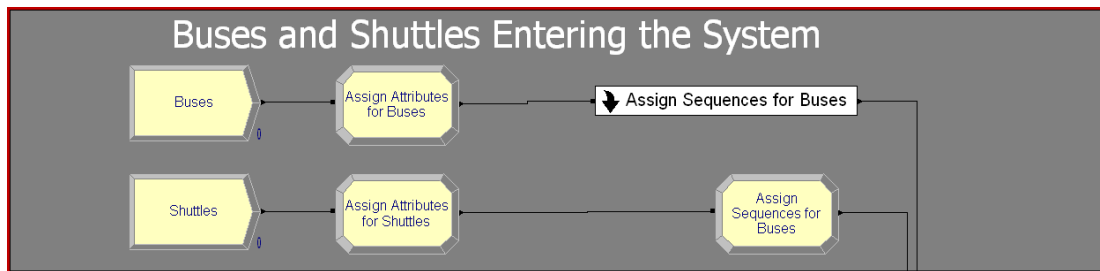 Buses and Shuttles Entering the System
Buses
0
Assign Attributes
for Buses
Assign Sequences for Buses
Shuttles
0
Assign Attributes
for Shuttles
Assign
Sequences for
Buses